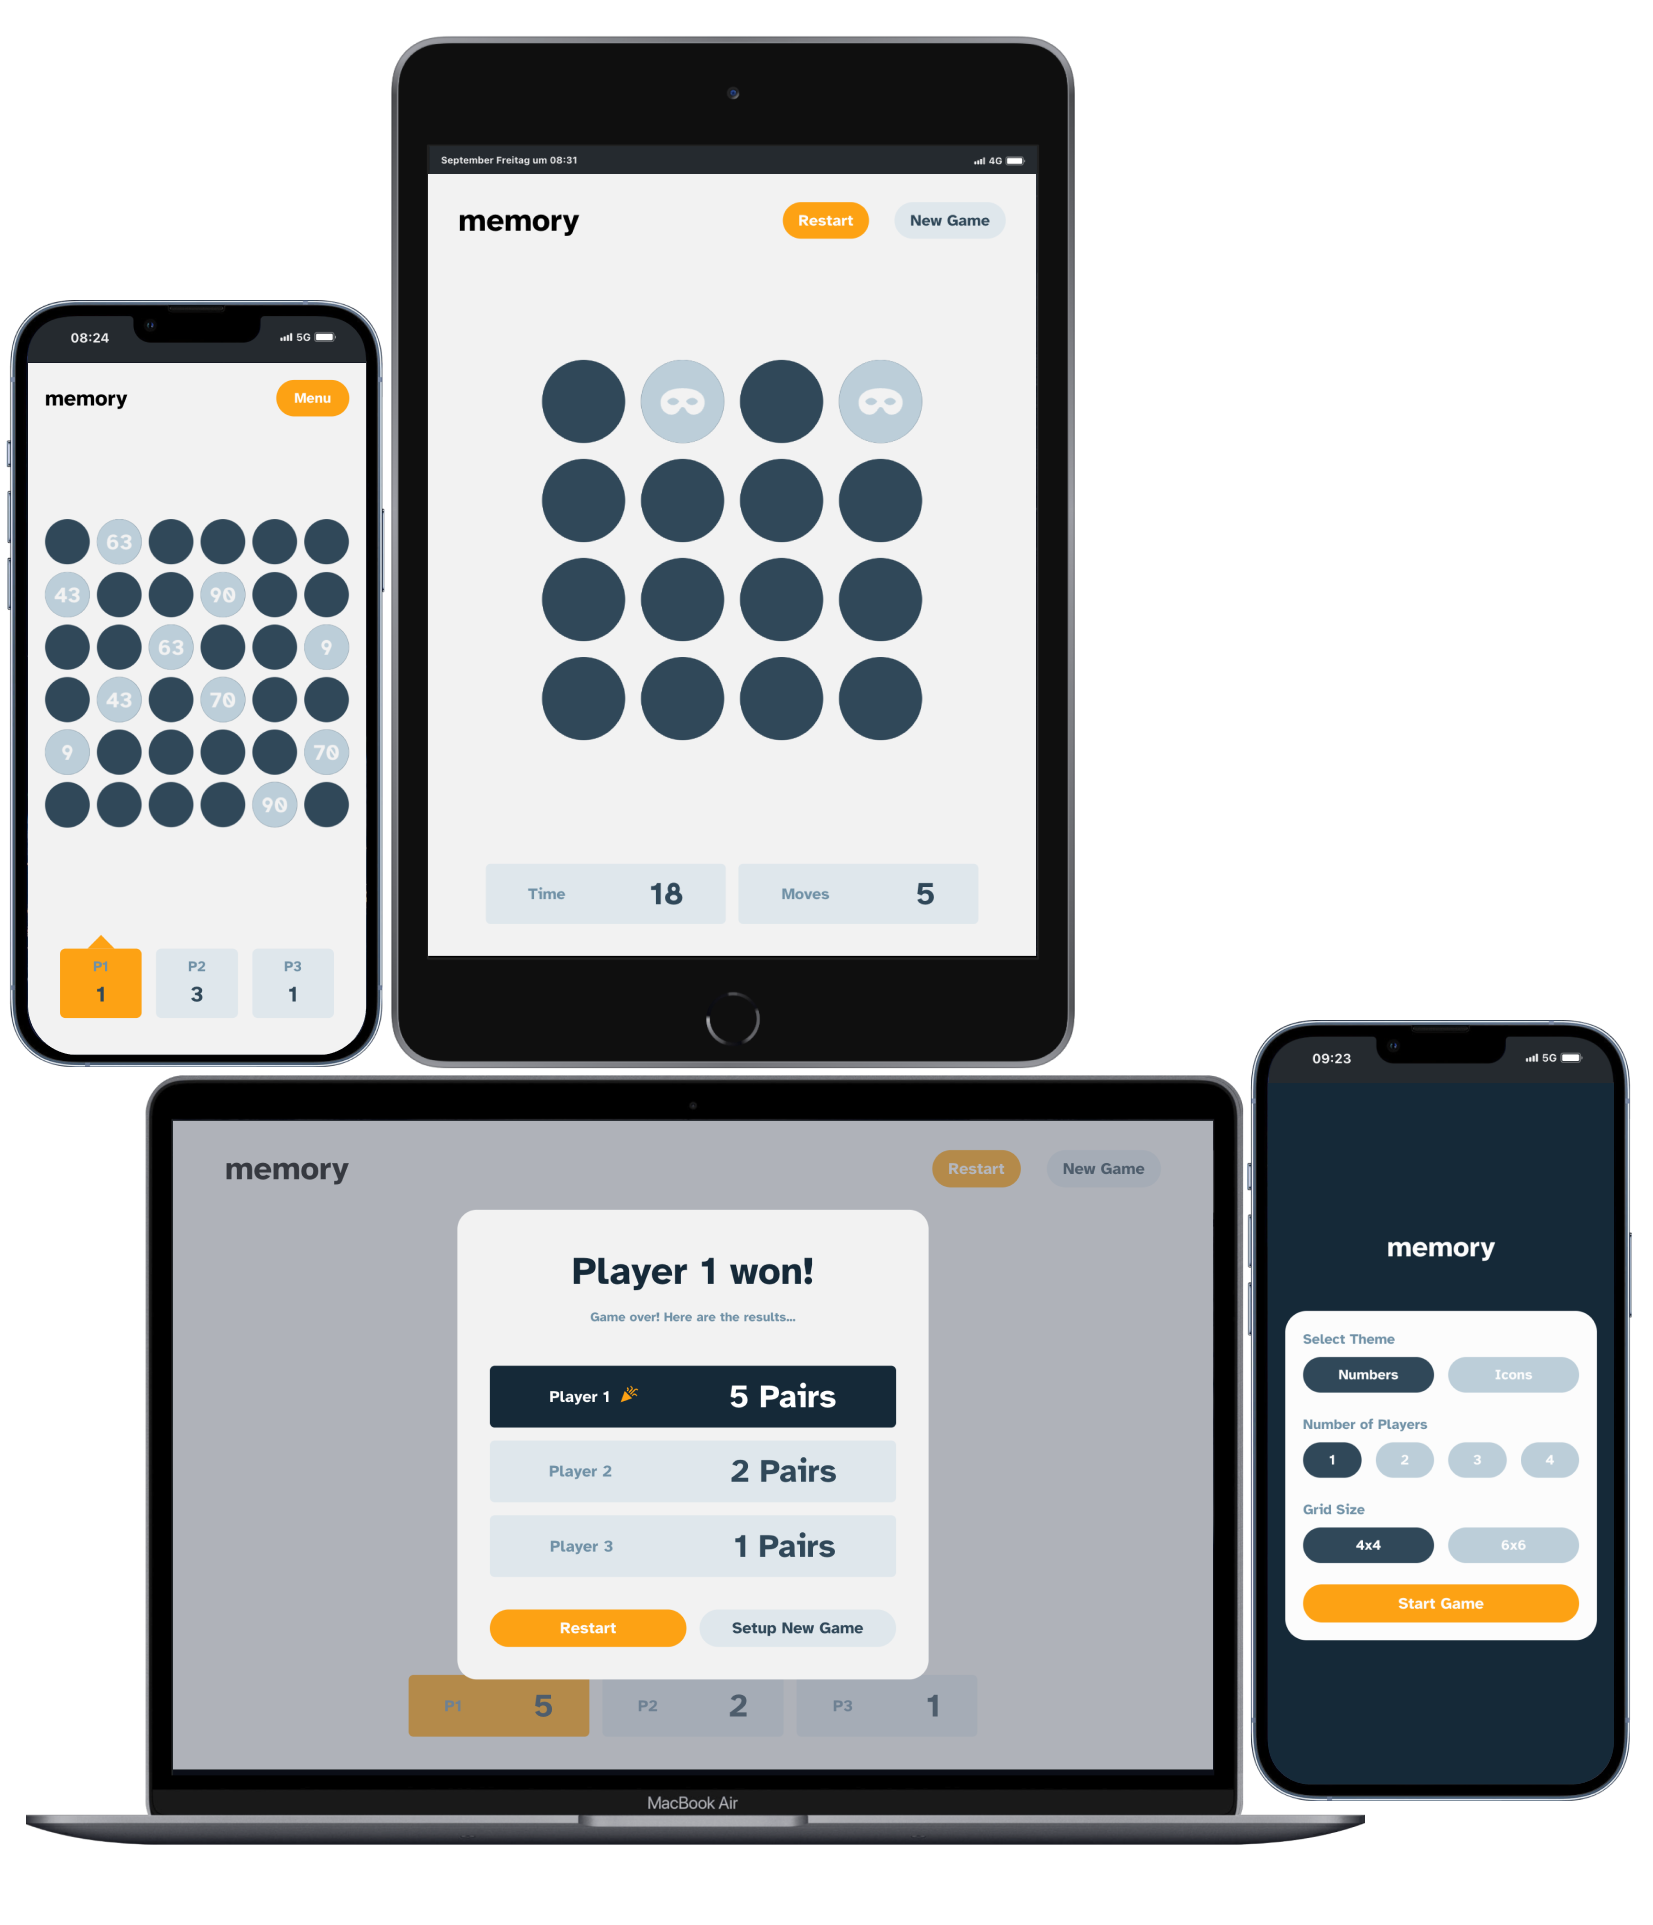 September Freitag um 08:31
4G
memory
Restart
New Game
Time
18
Moves
5
08:24
5G
memory
Menu
63
43
90
63
9
43
70
9
70
90
P1
P2
P3
1
3
1
memory
Restart
New Game
Player 1 won!
Game over! Here are the results...
Player 1
5 Pairs
Player 2
2 Pairs
Player 3
1 Pairs
Restart
Setup New Game
P1
5
P2
2
P3
1
MacBook Air
09:23
5G
memory
Select Theme
Numbers
Icons
Number of Players
1
2
3
4
Grid Size
4x4
6x6
Start Game